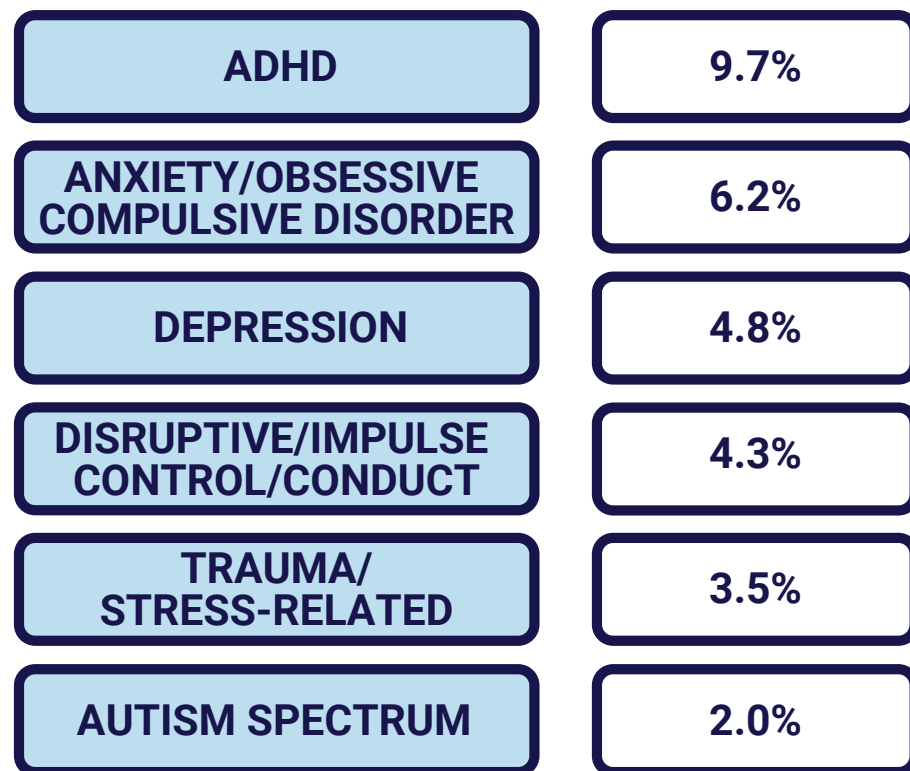 ADHD
9.7%
ANXIETY/OBSESSIVE
COMPULSIVE DISORDER
6.2%
DEPRESSION
4.8%
DISRUPTIVE/IMPULSE
CONTROL/CONDUCT
4.3%
TRAUMA/
STRESS-RELATED
3.5%
AUTISM SPECTRUM
2.0%